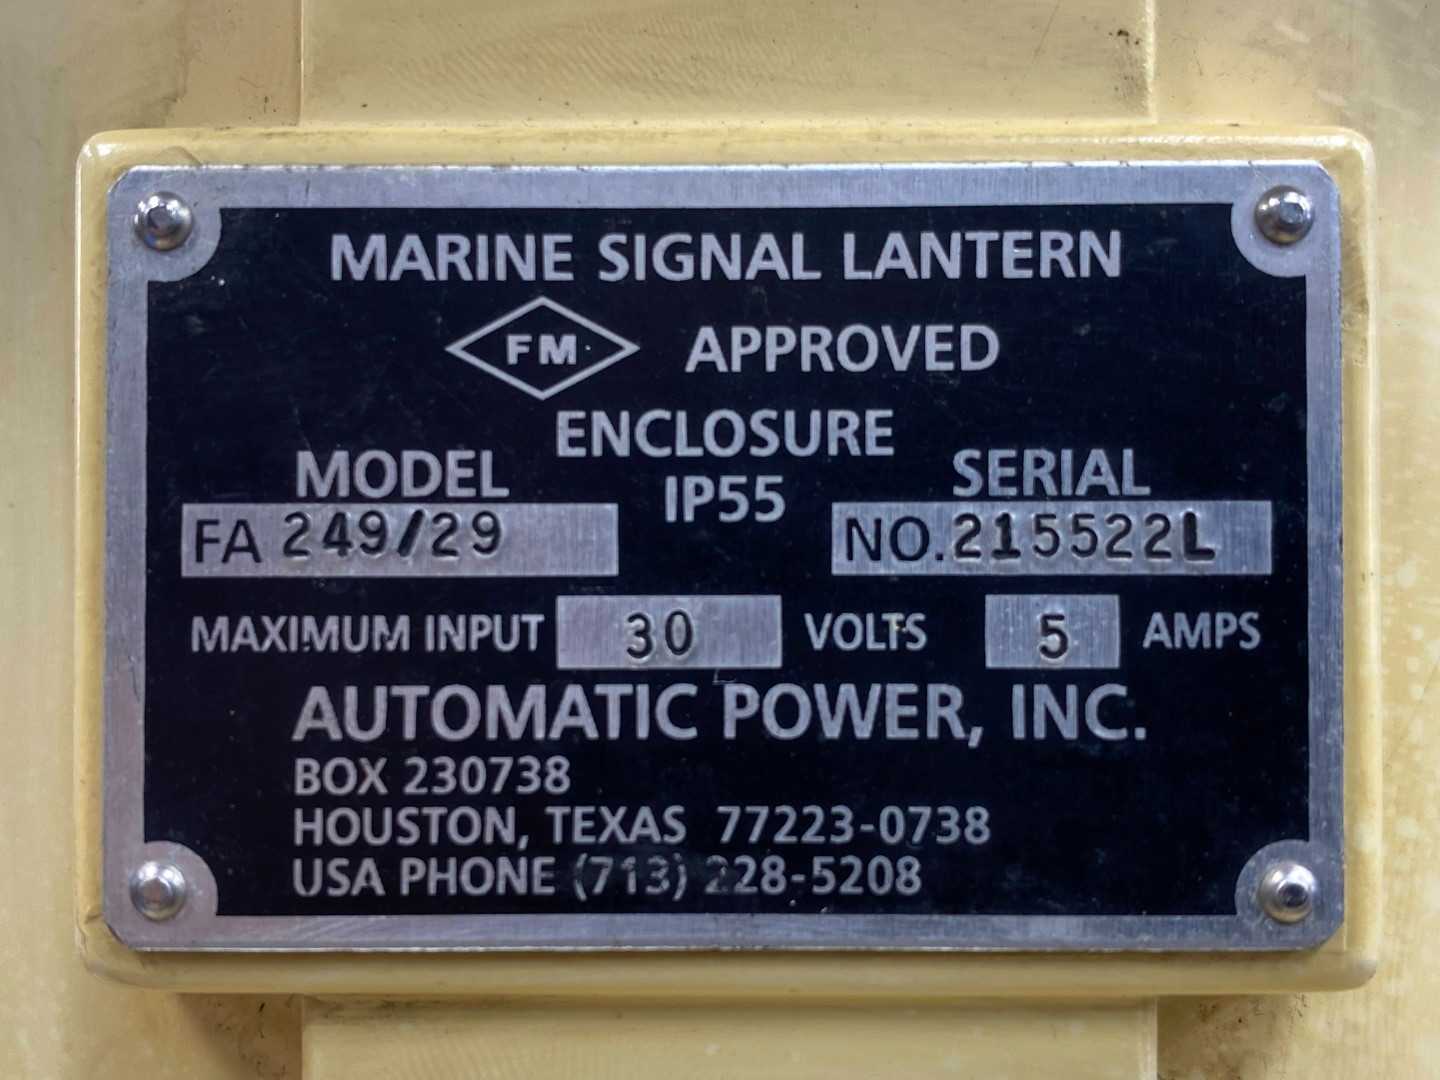 MARINE SIGNAL LANTERN
FM APPROVED
ENCLOSURE
IP55
MODEL
FA 249/29
SERIAL
NO. 215522L
MAXIMUM INPUT 30 VOLTS 5 AMPS
AUTOMATIC POWER, INC.
BOX 230738
HOUSTON, TEXAS 77223-0738
USA PHONE (713) 228-5208